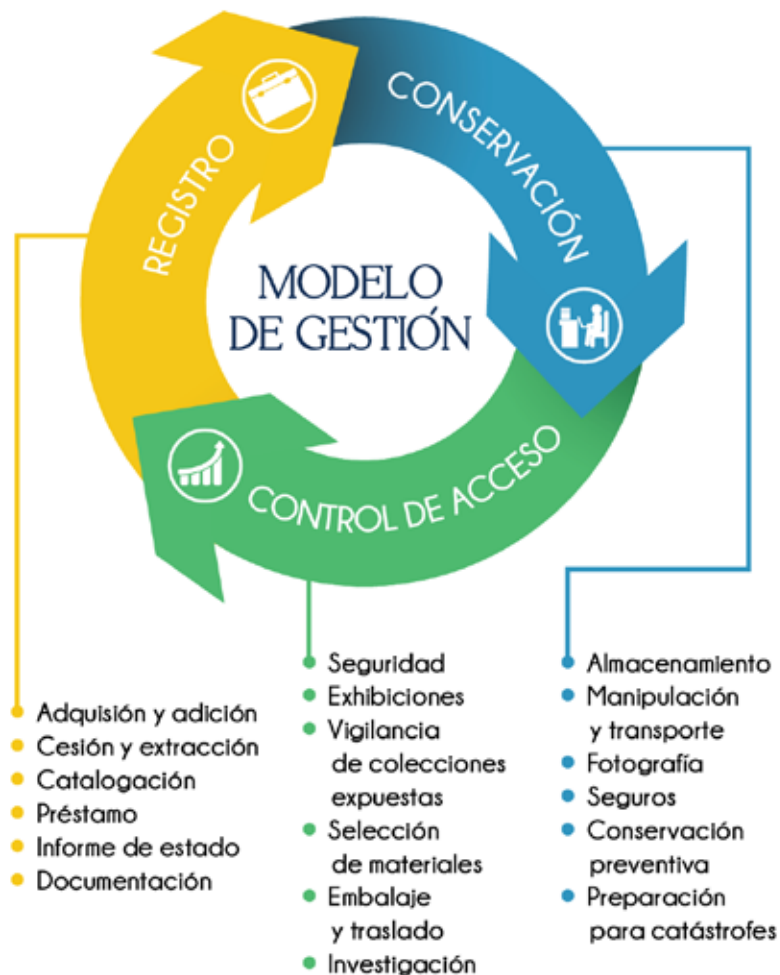 REGISTRO
CONSERVACIÓN
CONTROL DE ACCESO
MODELO
DE GESTIÓN
Adquisión y adición
Cesión y extracción
Catalogación
Préstamo
Informe de estado
Documentación
Seguridad
Exhibiciones
Vigilancia
de colecciones
expuestas
Selección
de materiales
Embalaje
y traslado
Investigación
Almacenamiento
Manipulación
y transporte
Fotografía
Seguros
Conservación
preventiva
Preparación
para catástrofes